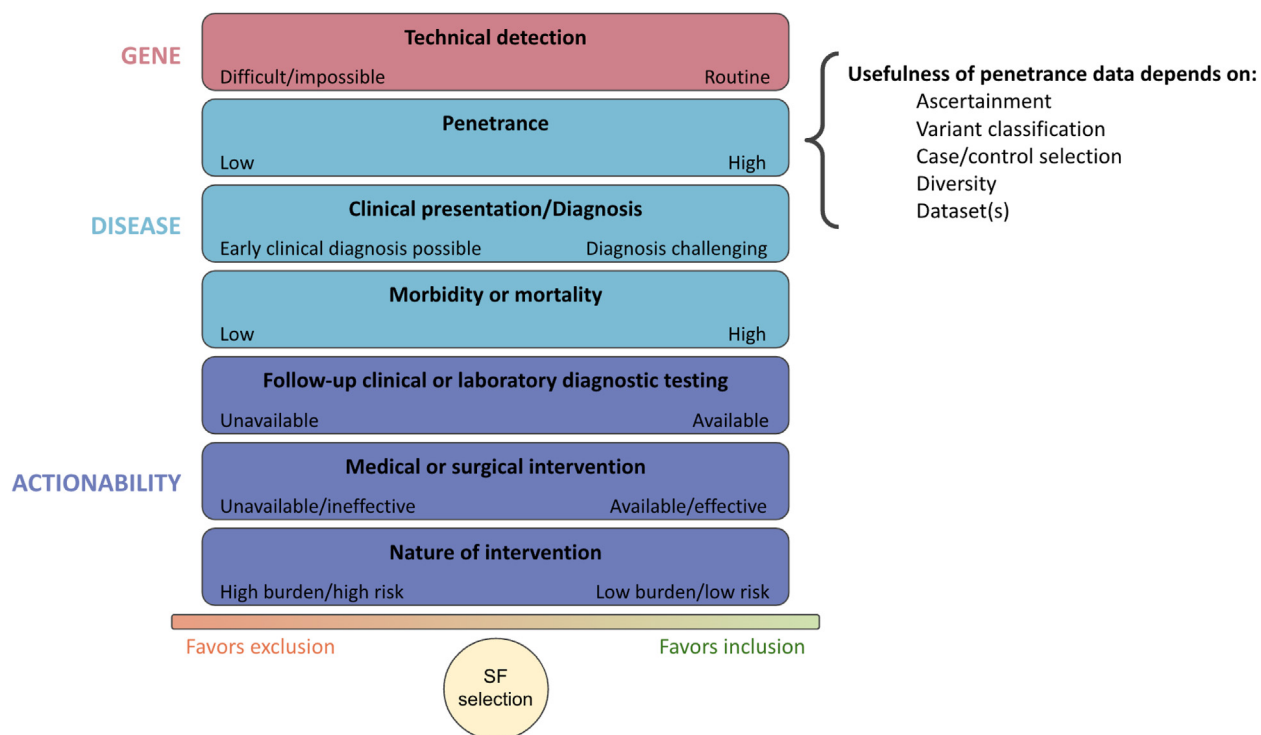 GENE
Technical detection
Difficult/impossible Routine
Penetrance
Low High
Usefulness of penetrance data depends on:
Ascertainment
Variant classification
Case/control selection
Diversity
Dataset(s)
DISEASE
Clinical presentation/Diagnosis
Early clinical diagnosis possible Diagnosis challenging
Morbidity or mortality
Low High
Follow-up clinical or laboratory diagnostic testing
Unavailable Available
ACTIONABILITY
Medical or surgical intervention
Unavailable/ineffective Available/effective
Nature of intervention
High burden/high risk Low burden/low risk
Favors exclusion Favors inclusion
SF
selection